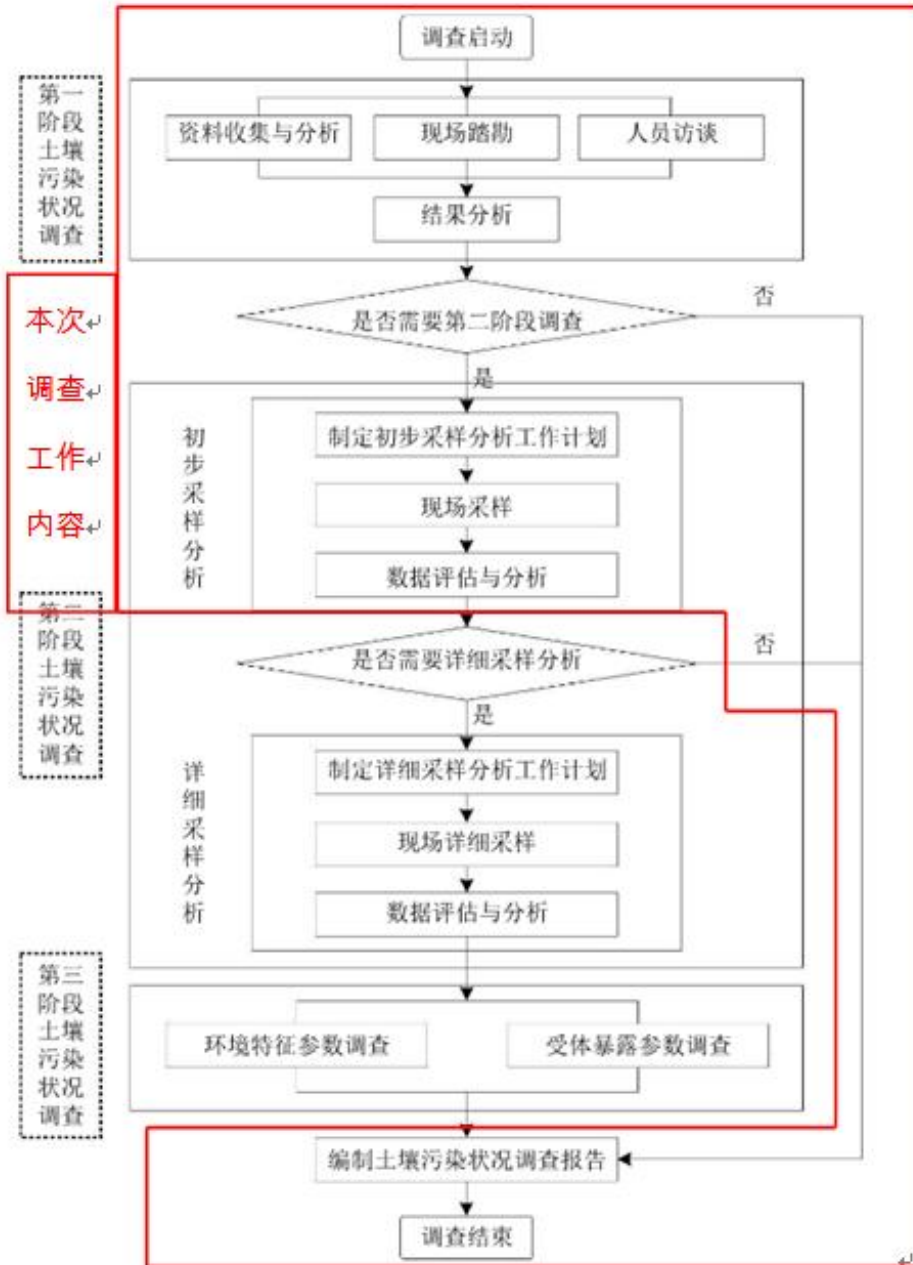 调查启动
第一
阶段
土壤
污染
状况
调查
资料收集与分析
现场踏勘
人员访谈
结果分析
是否需要第二阶段调查
否
是
本次
调查
工作
内容
初
步
采
样
分
析
制定初步采样分析工作计划
现场采样
数据评估与分析
第二
阶段
土壤
污染
状况
调查
是否需要详细采样分析
否
是
详
细
采
样
分
析
制定详细采样分析工作计划
现场详细采样
数据评估与分析
第三
阶段
土壤
污染
状况
调查
环境特征参数调查
受体暴露参数调查
编制土壤污染状况调查报告
调查结束